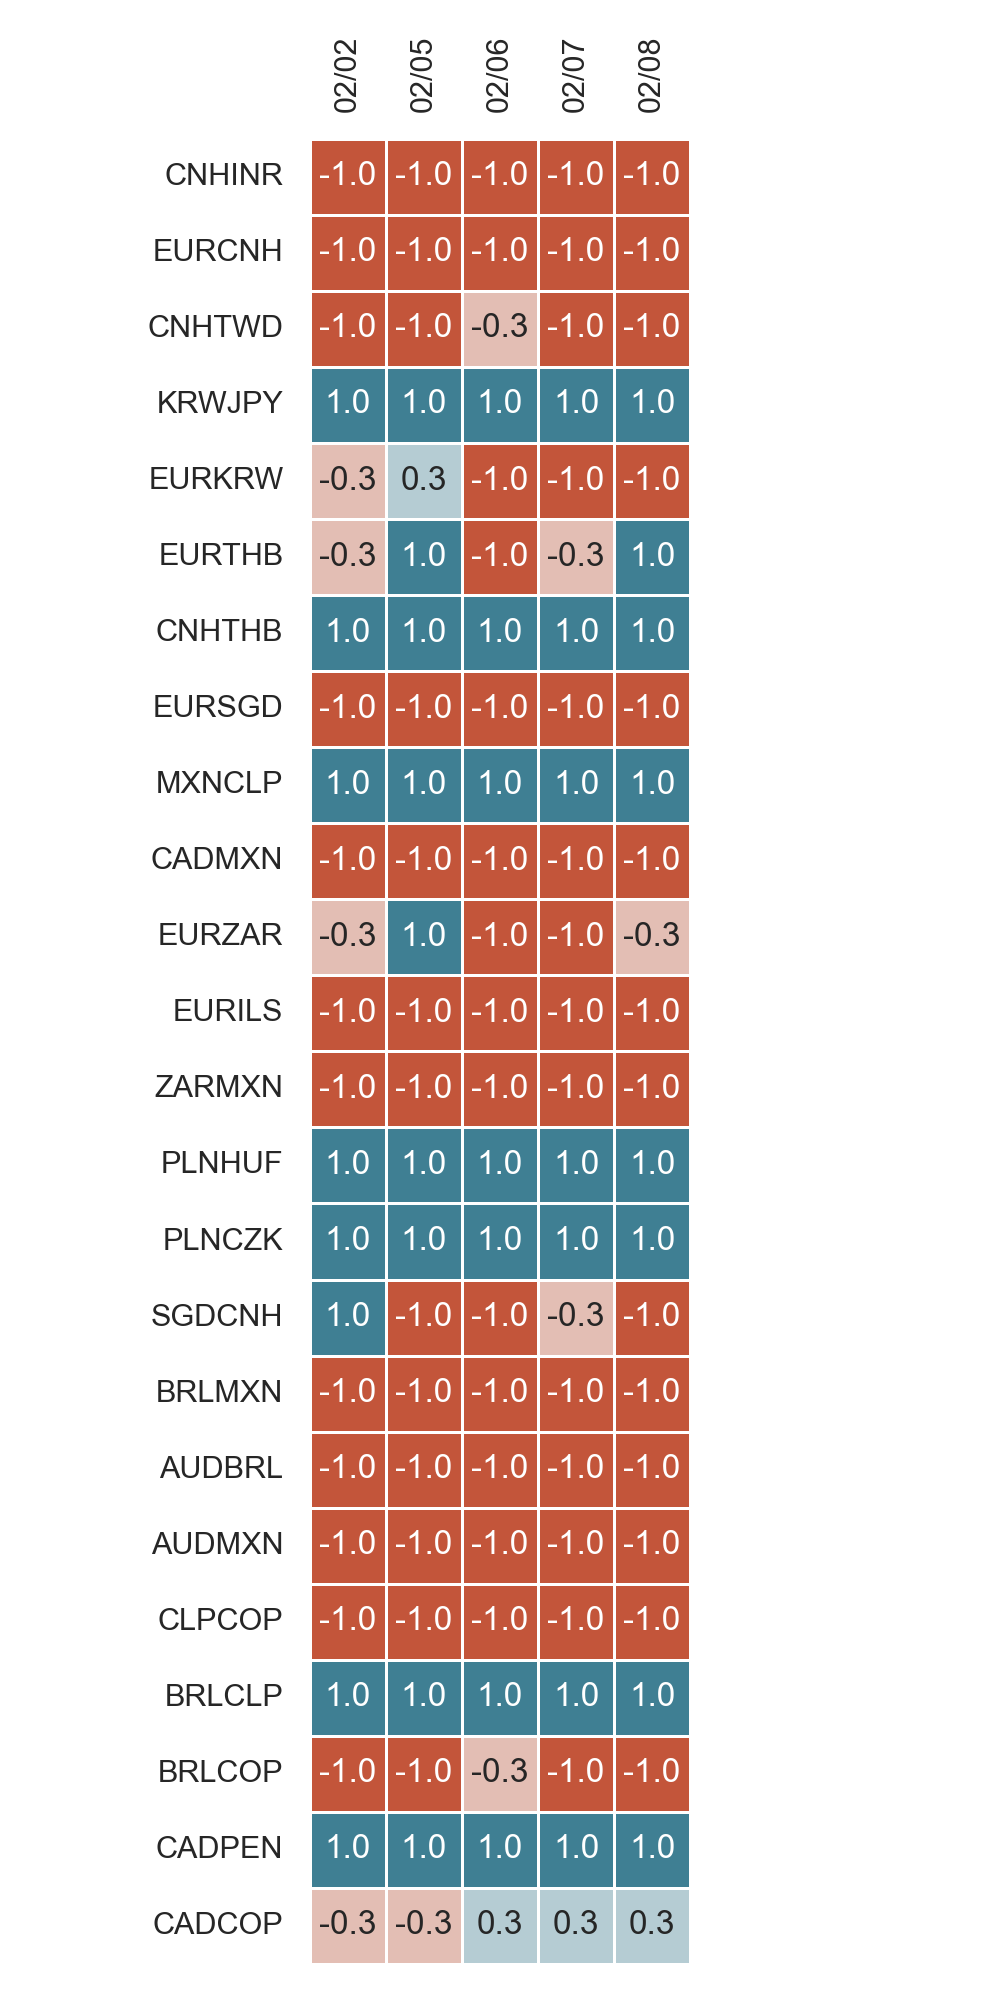 02/02 02/05 02/06 02/07 02/08
CNHINR -1.0 -1.0 -1.0 -1.0 -1.0
EURCNH -1.0 -1.0 -1.0 -1.0 -1.0
CNHTWD -1.0 -1.0 -0.3 -1.0 -1.0
KRWJPY 1.0 1.0 1.0 1.0 1.0
EURKRW -0.3 0.3 -1.0 -1.0 -1.0
EURTHB -0.3 1.0 -1.0 -0.3 1.0
CNHTHB 1.0 1.0 1.0 1.0 1.0
EURSGD -1.0 -1.0 -1.0 -1.0 -1.0
MXNCLP 1.0 1.0 1.0 1.0 1.0
CADMXN -1.0 -1.0 -1.0 -1.0 -1.0
EURZAR -0.3 1.0 -1.0 -1.0 -0.3
EURILS -1.0 -1.0 -1.0 -1.0 -1.0
ZARMXN -1.0 -1.0 -1.0 -1.0 -1.0
PLNHUF 1.0 1.0 1.0 1.0 1.0
PLNCZK 1.0 1.0 1.0 1.0 1.0
SGDCNH 1.0 -1.0 -1.0 -0.3 -1.0
BRLMXN -1.0 -1.0 -1.0 -1.0 -1.0
AUDBRL -1.0 -1.0 -1.0 -1.0 -1.0
AUDMXN -1.0 -1.0 -1.0 -1.0 -1.0
CLPCOP -1.0 -1.0 -1.0 -1.0 -1.0
BRLCLP 1.0 1.0 1.0 1.0 1.0
BRLCOP -1.0 -1.0 -0.3 -1.0 -1.0
CADPEN 1.0 1.0 1.0 1.0 1.0
CADCOP -0.3 -0.3 0.3 0.3 0.3